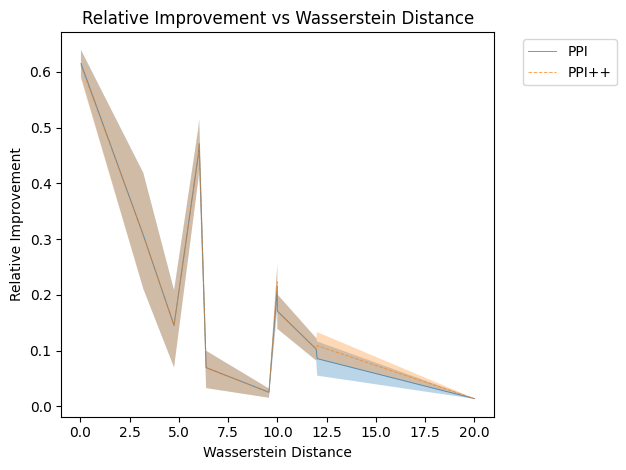 Relative Improvement vs Wasserstein Distance
PPI
PPI++
Relative Improvement
0.6
0.5
0.4
0.3
0.2
0.1
0.0
0.0 2.5 5.0 7.5 10.0 12.5 15.0 17.5 20.0
Wasserstein Distance